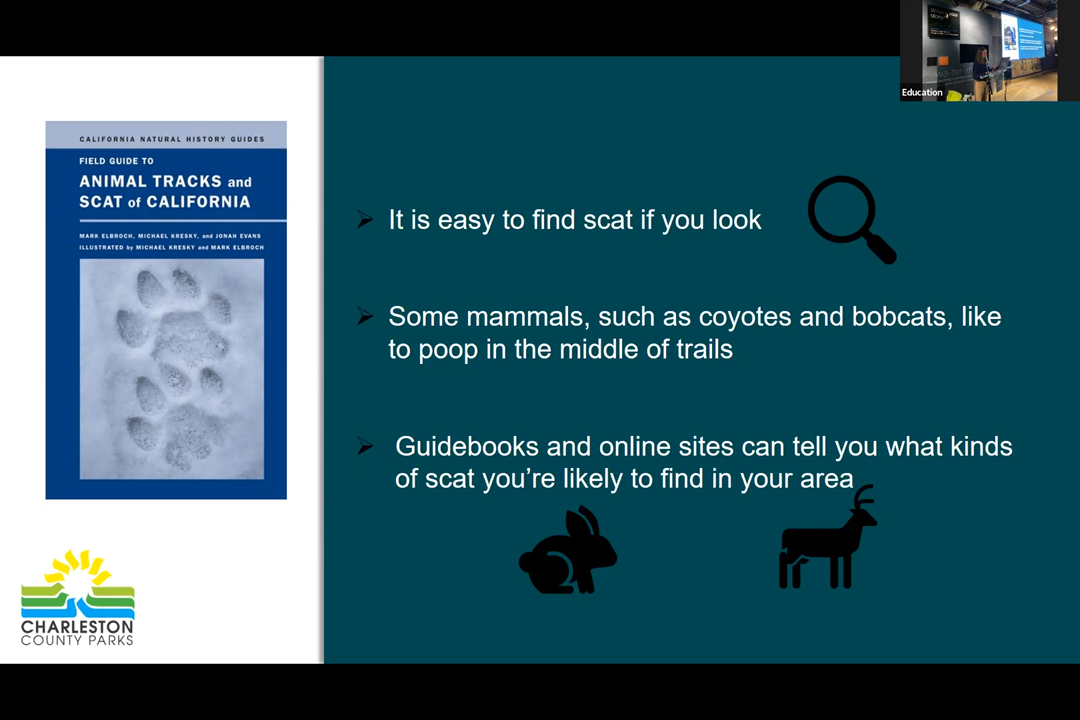 CALIFORNIA NATURAL HISTORY GUIDES
FIELD GUIDE TO
ANIMAL TRACKS and
SCAT of CALIFORNIA
MARK ELBROCH, MICHAEL KRESKY, and JONAH EVANS
ILLUSTRATED by MICHAEL KRESKY and MARK ELBROCH
CHARLESTON
COUNTY PARKS
➢ It is easy to find scat if you look
➢ Some mammals, such as coyotes and bobcats, like
to poop in the middle of trails
➢ Guidebooks and online sites can tell you what kinds
of scat you’re likely to find in your area
Education